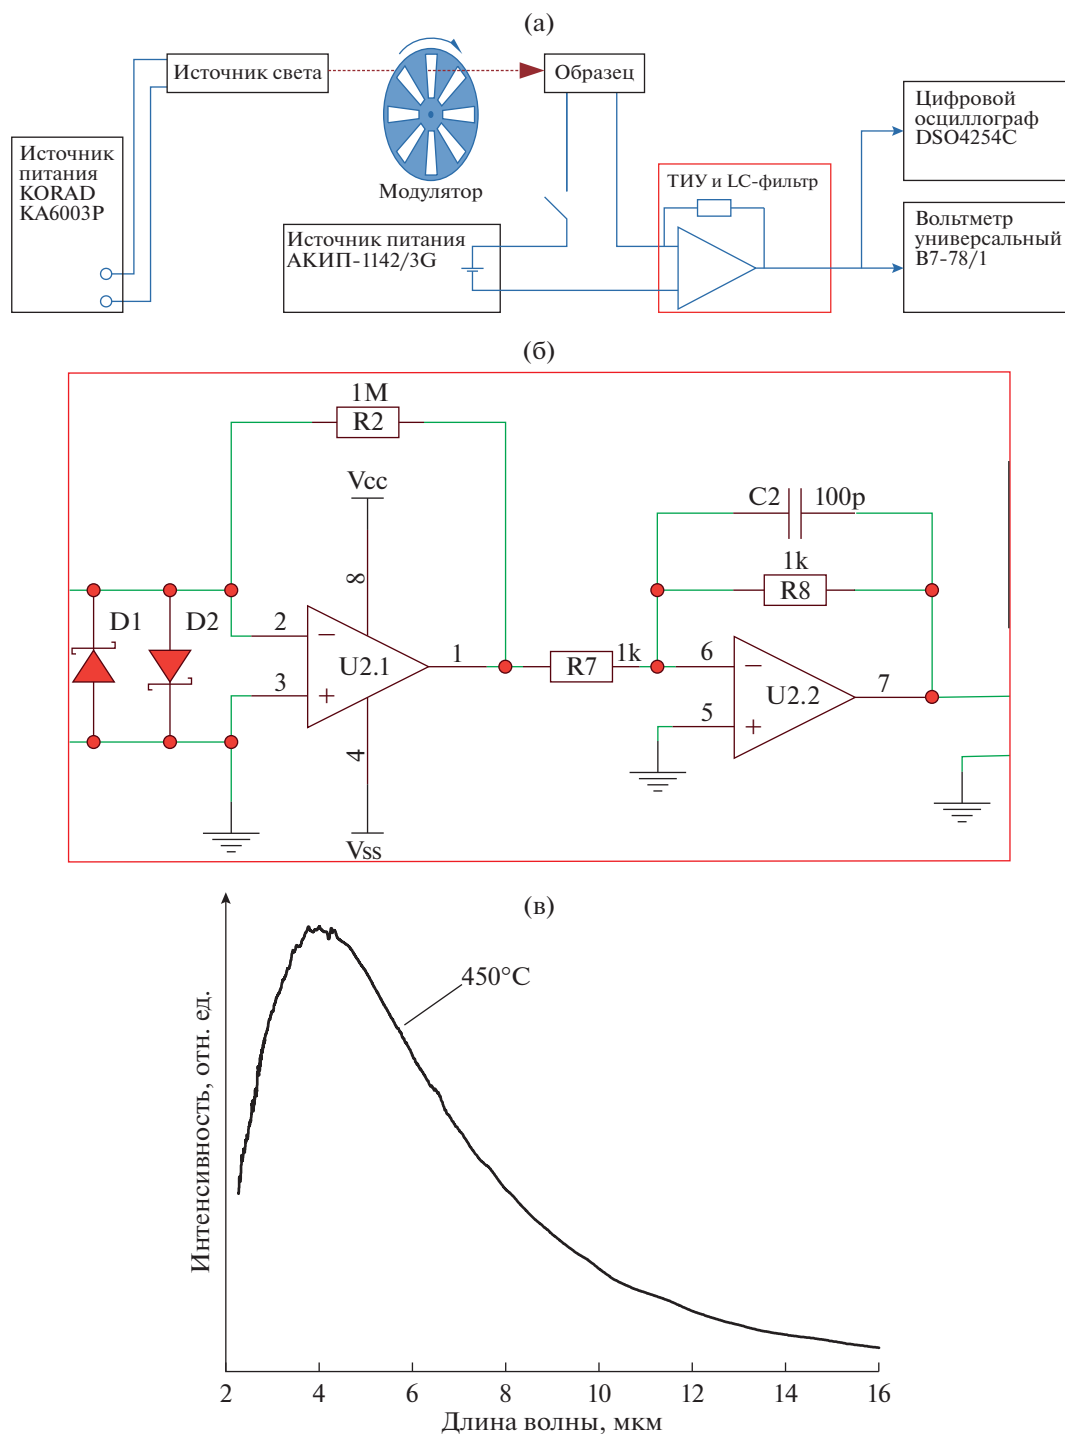 (а)
Источник света
Образец
Цифровой
осциллограф
DSO4254C
Источник
питания
KORAD
KA6003P
Модулятор
ТИУ и LC-фильтр
Источник питания
АКИП-1142/3G
Вольтметр
универсальный
В7-78/1
(б)
1M
R2
Vcc
C2
100p
8
1k
R8
D1
D2
2
−
U2.1
1
R7
1k
6
−
3
+
U2.2
7
5
+
4
Vss
(в)
450°C
Интенсивность, отн. ед.
2
4
6
8
10
12
14
16
Длина волны, мкм